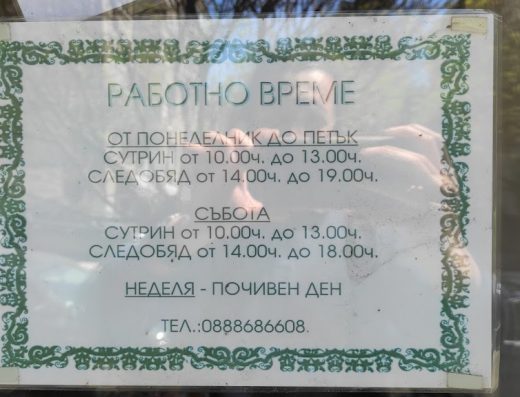 РАБОТНО ВРЕМЕ
ОТ ПОНЕДЕЛНИК ДО ПЕТЪК
СУТРИН от 10.00ч. до 13.00ч.
СЛЕДОБЯД от 14.00ч. до 19.00ч.
СЪБОТА
СУТРИН от 10.00ч. до 13.00ч.
СЛЕДОБЯД от 14.00ч. до 18.00ч.
НЕДЕЛЯ - ПОЧИВЕН ДЕН
ТЕЛ.:0888686608.